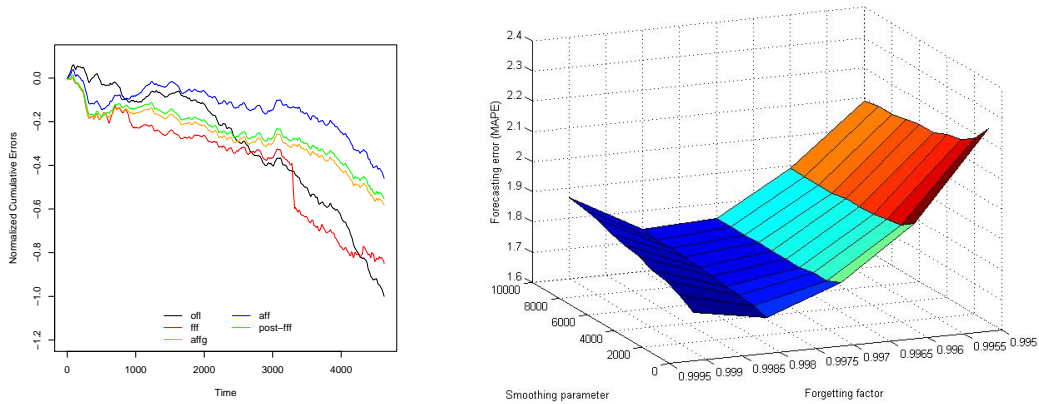 Normalized Cumulative Errors
0.0
−0.2
−0.4
−0.6
−0.8
−1.0
−1.2
ofl
fff
affg
aff
post−fff
0 1000 2000 3000 4000
Time
Forecasting error (MAPE)
2.4
2.3
2.2
2.1
2
1.9
1.8
1.7
1.6
10000
8000
6000
4000
2000
0
0.9995 0.999 0.9985 0.998 0.9975 0.997 0.9965 0.996 0.9955 0.995
Smoothing parameter
Forgetting factor